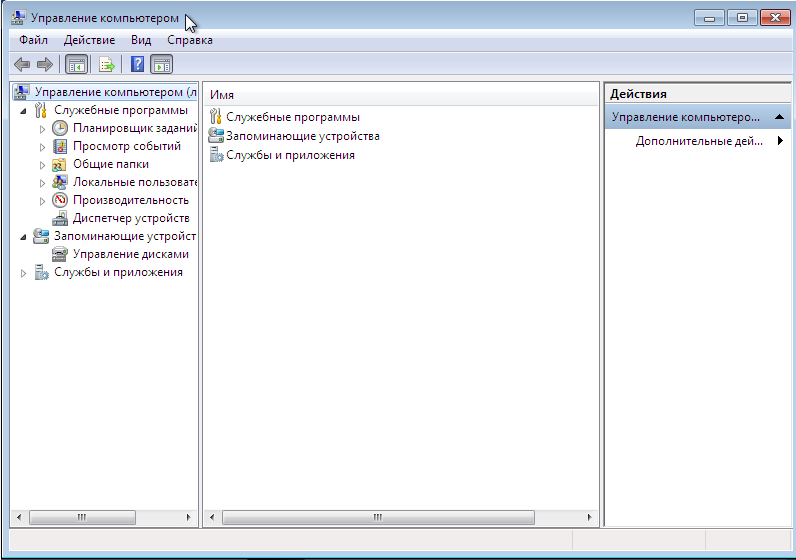 Управление компьютером
Файл Действие Вид Справка
Управление компьютером (л
Служебные программы
Планировщик заданий
Просмотр событий
Общие папки
Локальные пользовате
Производительность
Диспетчер устройств
Запоминающие устройст
Управление дисками
Службы и приложения
Имя
Служебные программы
Запоминающие устройства
Службы и приложения
Действия
Управление компьютеро...
Дополнительные дей...